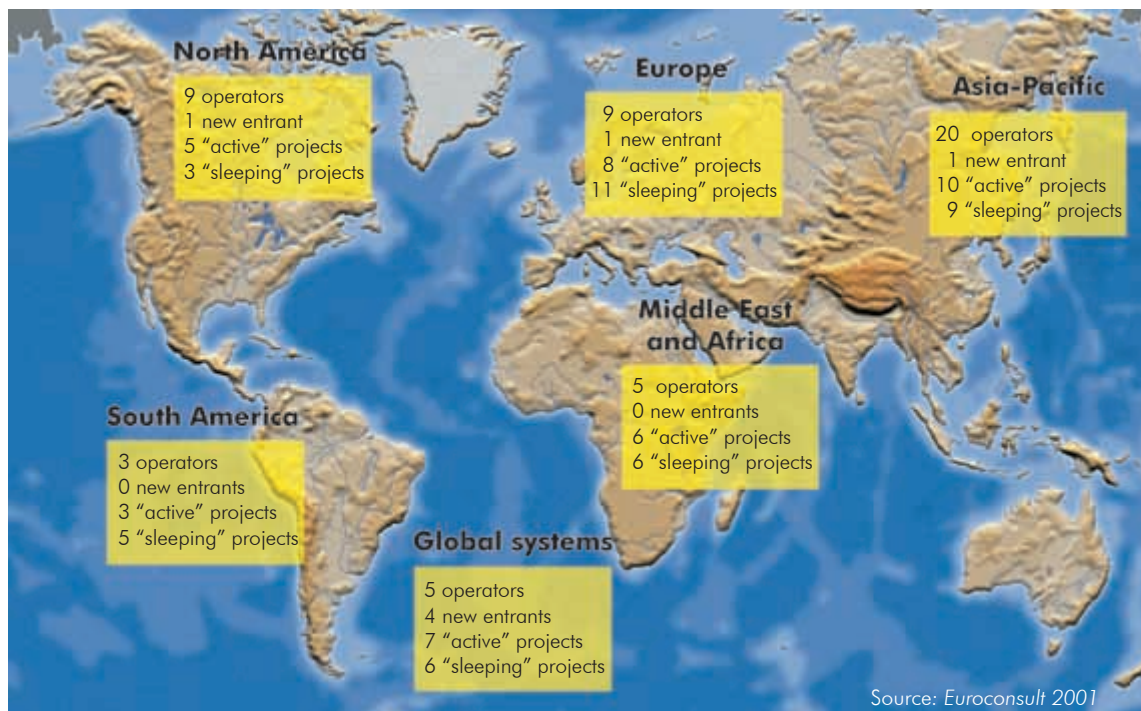 North America
9 operators
1 new entrant
5 “active” projects
3 “sleeping” projects
Europe
9 operators
1 new entrant
8 “active” projects
11 “sleeping” projects
Asia-Pacific
20 operators
1 new entrant
10 “active” projects
9 “sleeping” projects
Middle East
and Africa
5 operators
0 new entrants
6 “active” projects
6 “sleeping” projects
South America
3 operators
0 new entrants
3 “active” projects
5 “sleeping” projects
Global systems
5 operators
4 new entrants
7 “active” projects
6 “sleeping” projects
Source: Euroconsult 2001